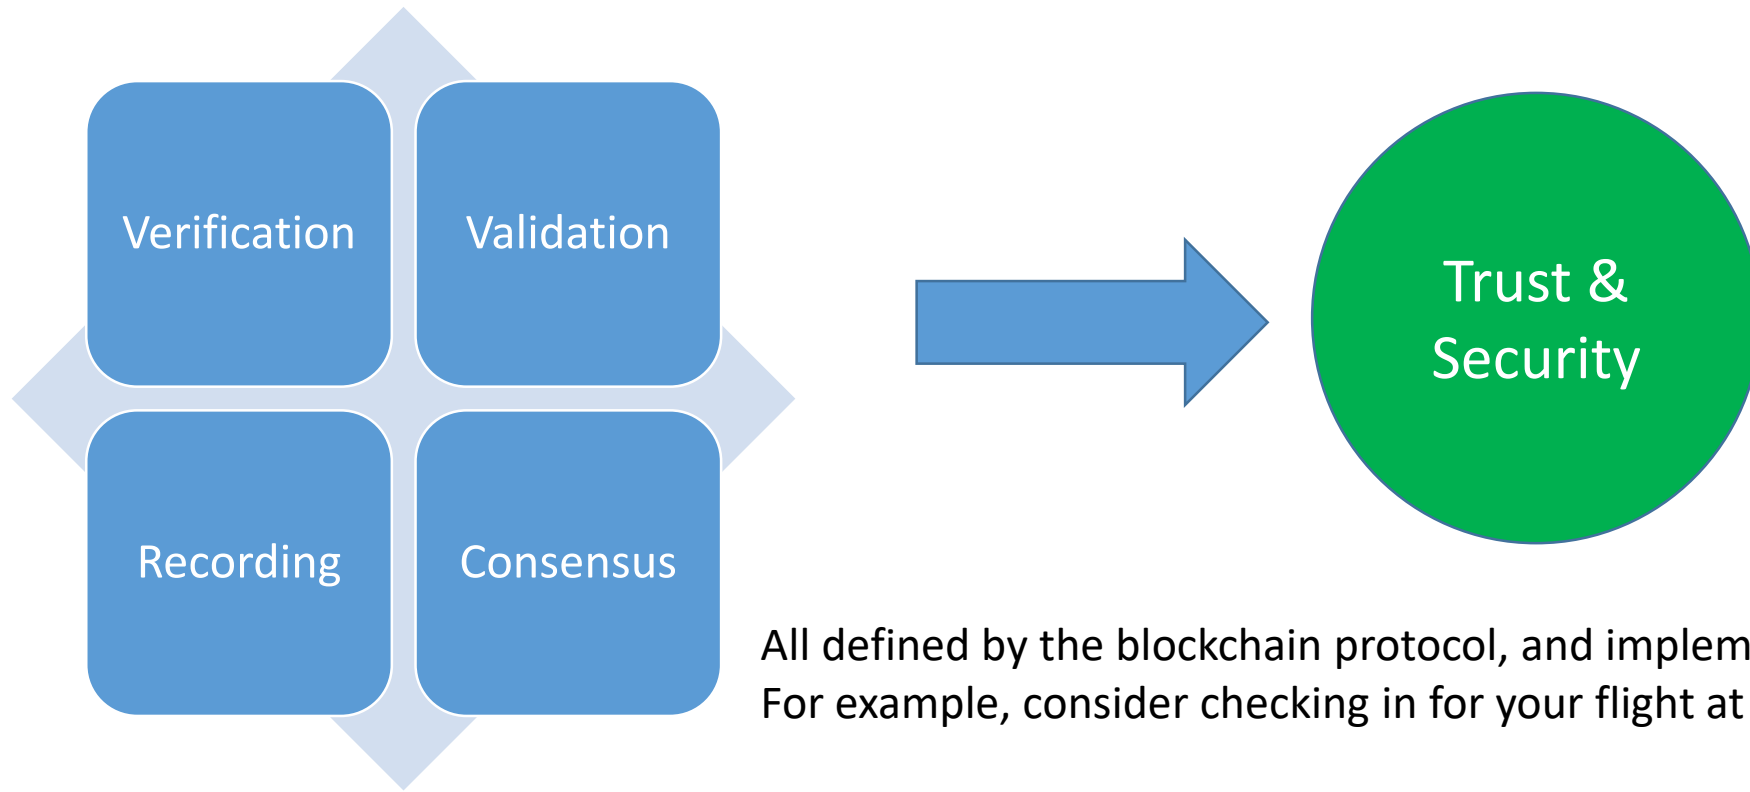 Verification
Validation
Recording
Consensus
Trust &
Security
All defined by the blockchain protocol, and implem
For example, consider checking in for your flight at